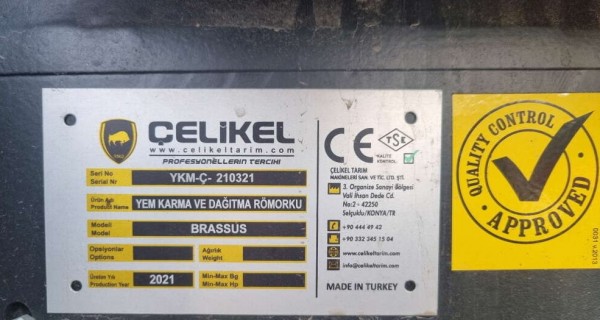 ÇELİKEL
www.celikeltarim.com
PROFESYONELLERİN TERCİHİ
Seri No
Serial Nr
YKM-Ç- 210321
Ürün Adı
Product Name
YEM KARMA VE DAĞITMA RÖMORKU
Modeli
Model
BRASSUS
Opsiyonlar
Options
Ağırlık
Weight
Üretim Yılı
Production Year
2021
Min-Max Bg
Min-Max Hp
CE
TSE
KALİTE
KONTROL
ÇELİKEL TARIM
MAKİNELERİ SAN. VE TİC. LTD. ŞTİ.
3. Organize Sanayi Bölgesi
Vali İhsan Dede Cd.
No:2 - 42250
Selçuklu/KONYA/TR
+90 444 49 42
+90 332 345 15 04
www.celikeltarim.com
info@celikeltarim.com
MADE IN TURKEY
QUALITY CONTROL
APPROVED